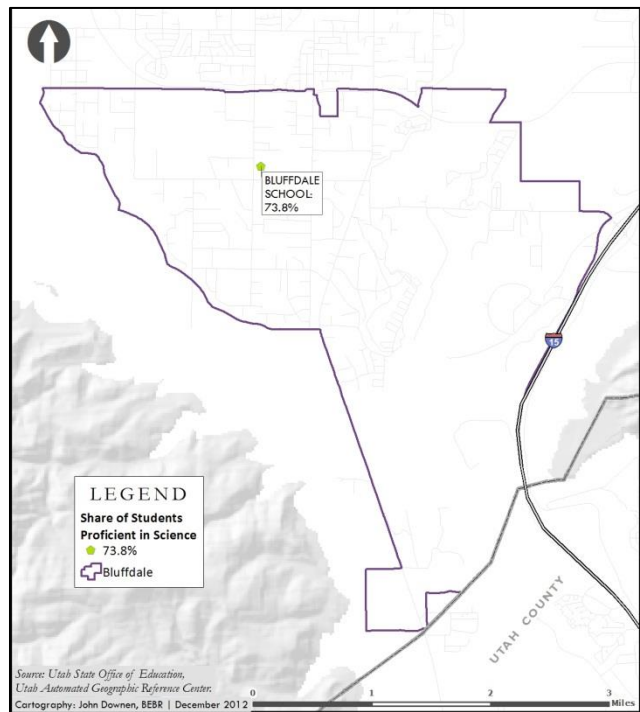 BLUFFDALE
SCHOOL:
73.8%
15
LEGEND
Share of Students
Proficient in Science
73.8%
Bluffdale
UTAH COUNTY
Source: Utah State Office of Education,
Utah Automated Geographic Reference Center.
Cartography: John Downen, BEBR | December 2012
0 1 2 3
Miles